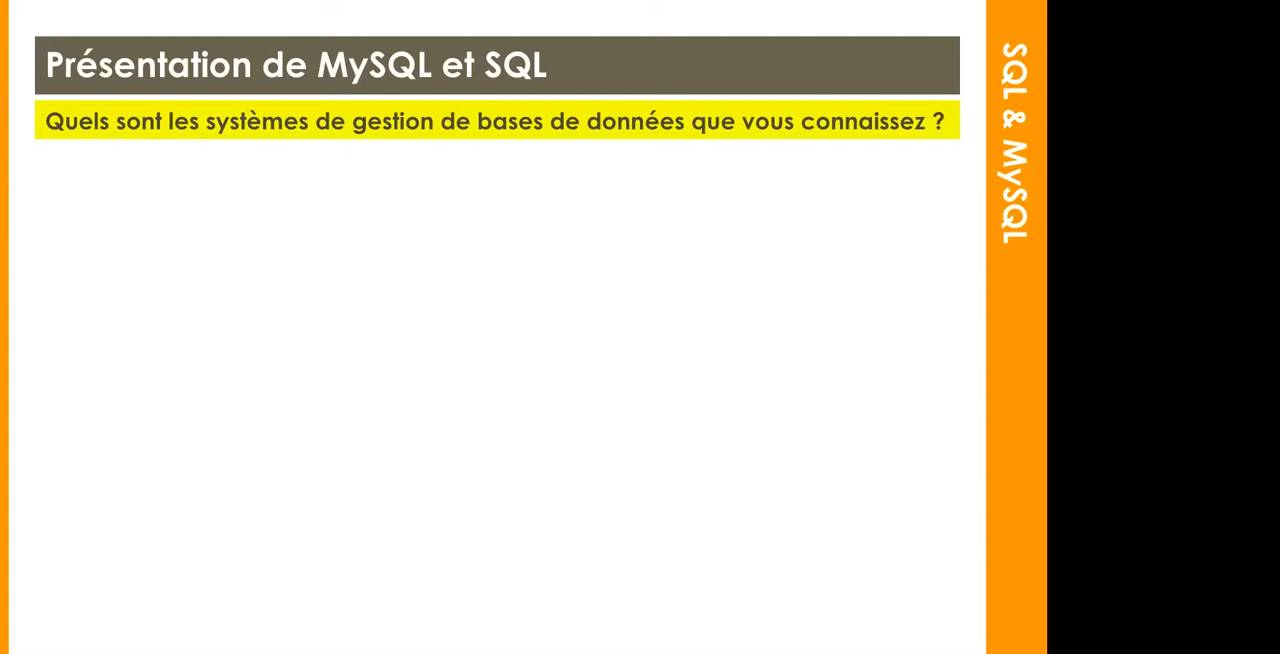 Présentation de MySQL et SQL
Quels sont les systèmes de gestion de bases de données que vous connaissez ?
SQL & MySQL